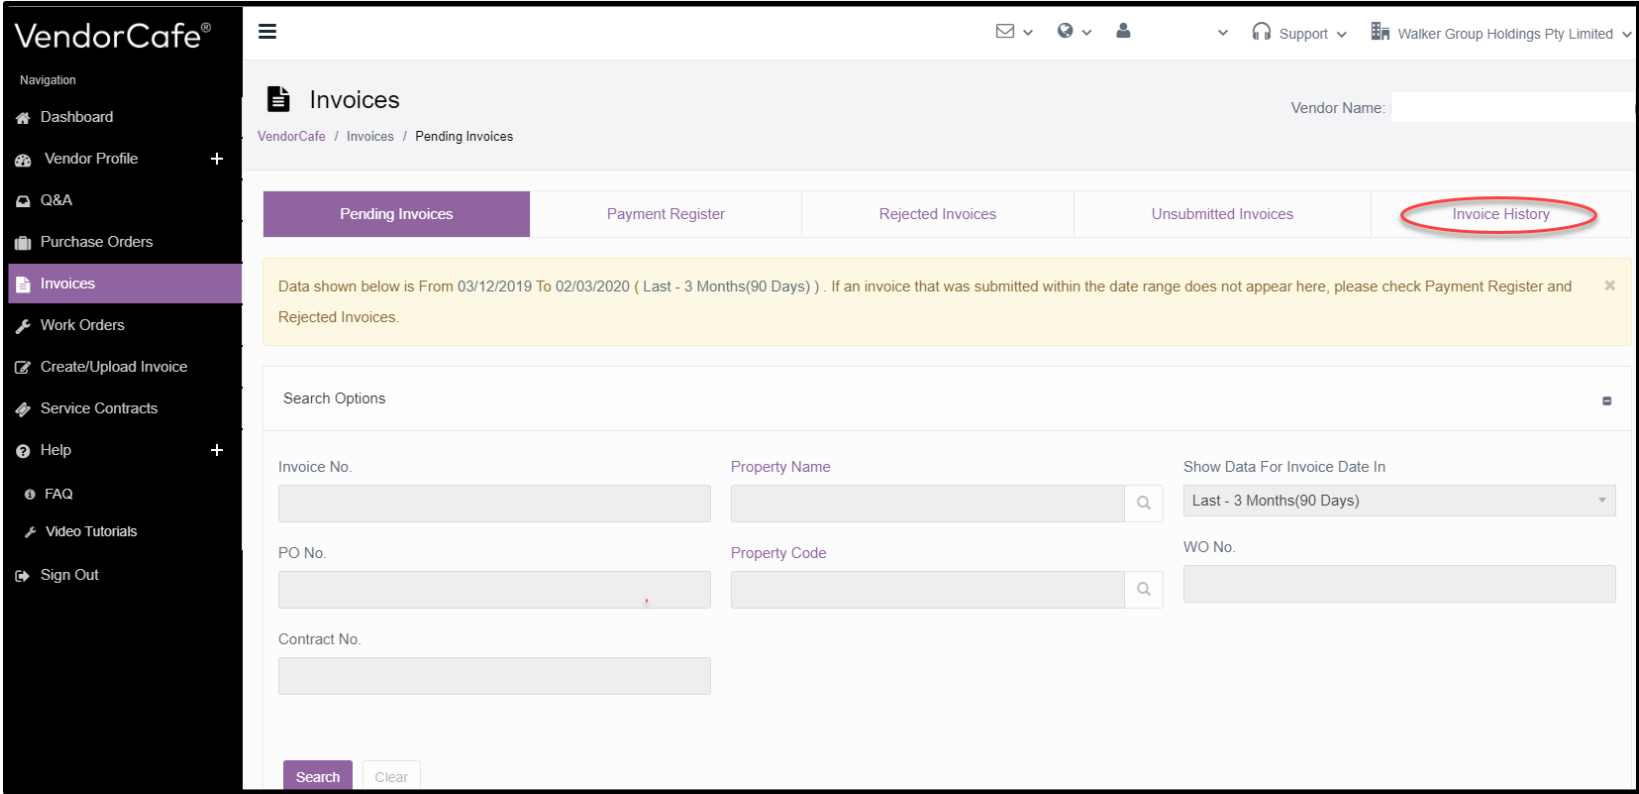 VendorCafe®
Navigation
Dashboard
Vendor Profile
Q&A
Purchase Orders
Invoices
Work Orders
Create/Upload Invoice
Service Contracts
Help
FAQ
Video Tutorials
Sign Out
Support
Walker Group Holdings Pty Limited
Invoices
Vendor Name:
VendorCafe / Invoices / Pending Invoices
Pending Invoices
Payment Register
Rejected Invoices
Unsubmitted Invoices
Invoice History
Data shown below is From 03/12/2019 To 02/03/2020 ( Last - 3 Months(90 Days) ) . If an invoice that was submitted within the date range does not appear here, please check Payment Register and
Rejected Invoices.
Search Options
Invoice No.
Property Name
Show Data For Invoice Date In
Last - 3 Months(90 Days)
PO No.
Property Code
WO No.
Contract No.
Search
Clear